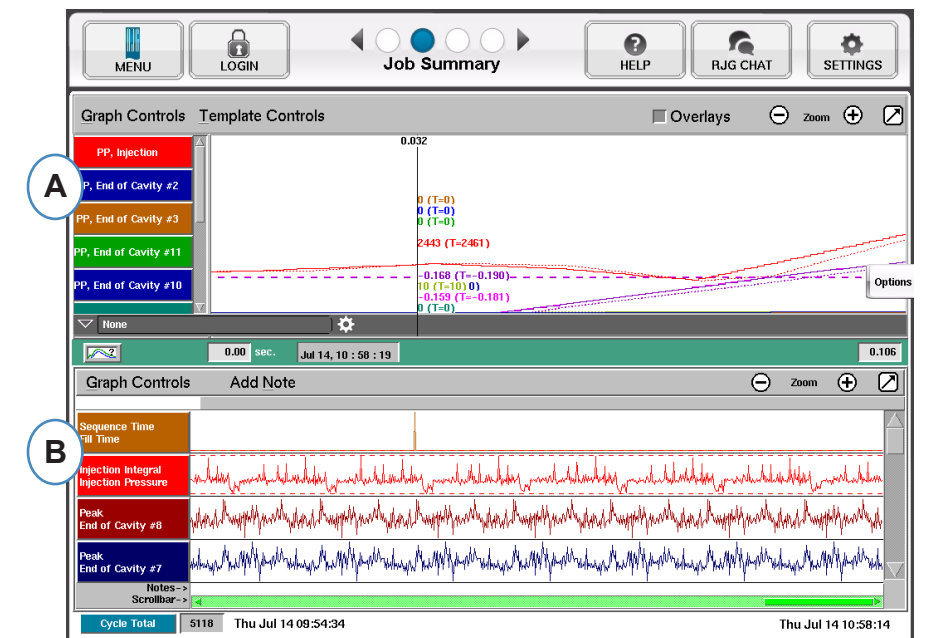 MENU
LOGIN
Job Summary
HELP
RJG CHAT
SETTINGS
Graph Controls
Template Controls
Overlays
Zoom
A
0.032
PP, Injection
P, End of Cavity #2
PP, End of Cavity #3
PP, End of Cavity #11
PP, End of Cavity #10
0 (T=0)
0 (T=0)
0 (T=0)
2443 (T=2461)
-0.168 (T=-0.190)
10 (T=10) 0)
-0.159 (T=-0.181)
0 (T=0)
Options
None
0.00 sec.
Jul 14, 10 : 58 : 19
0.106
Graph Controls
Add Note
Zoom
B
Sequence Time
Fill Time
Injection Integral
Injection Pressure
Peak
End of Cavity #8
Peak
End of Cavity #7
Notes->
Scrollbar->
Cycle Total
5118
Thu Jul 14 09:54:34
Thu Jul 14 10:58:14